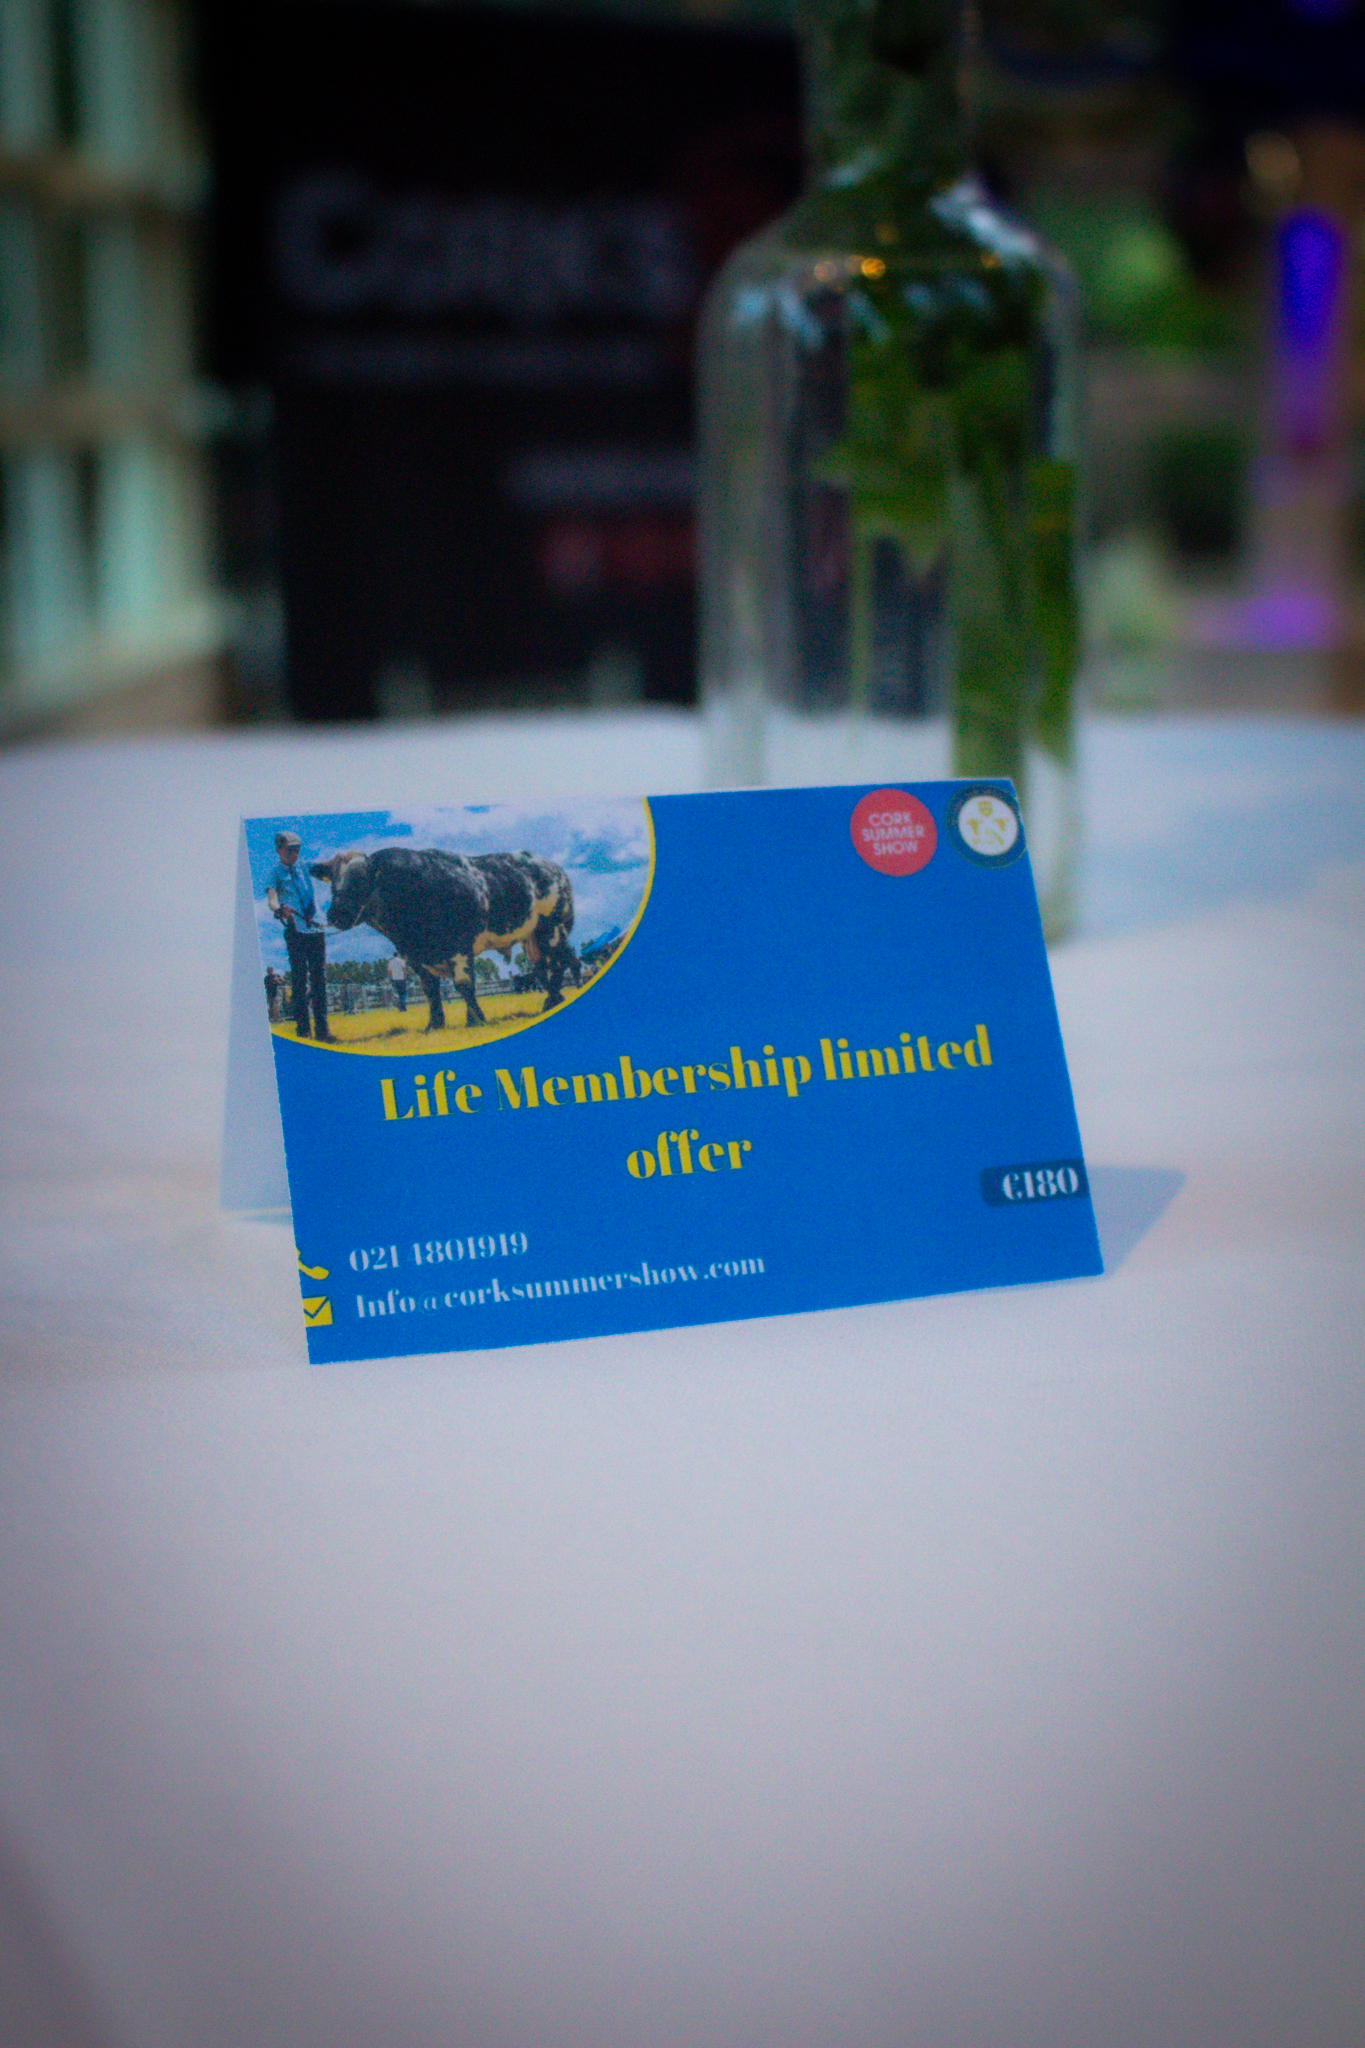 CORK
SUMMER
SHOW
Life Membership limited
offer
€180
021 4801919
Info@corksummershow.com